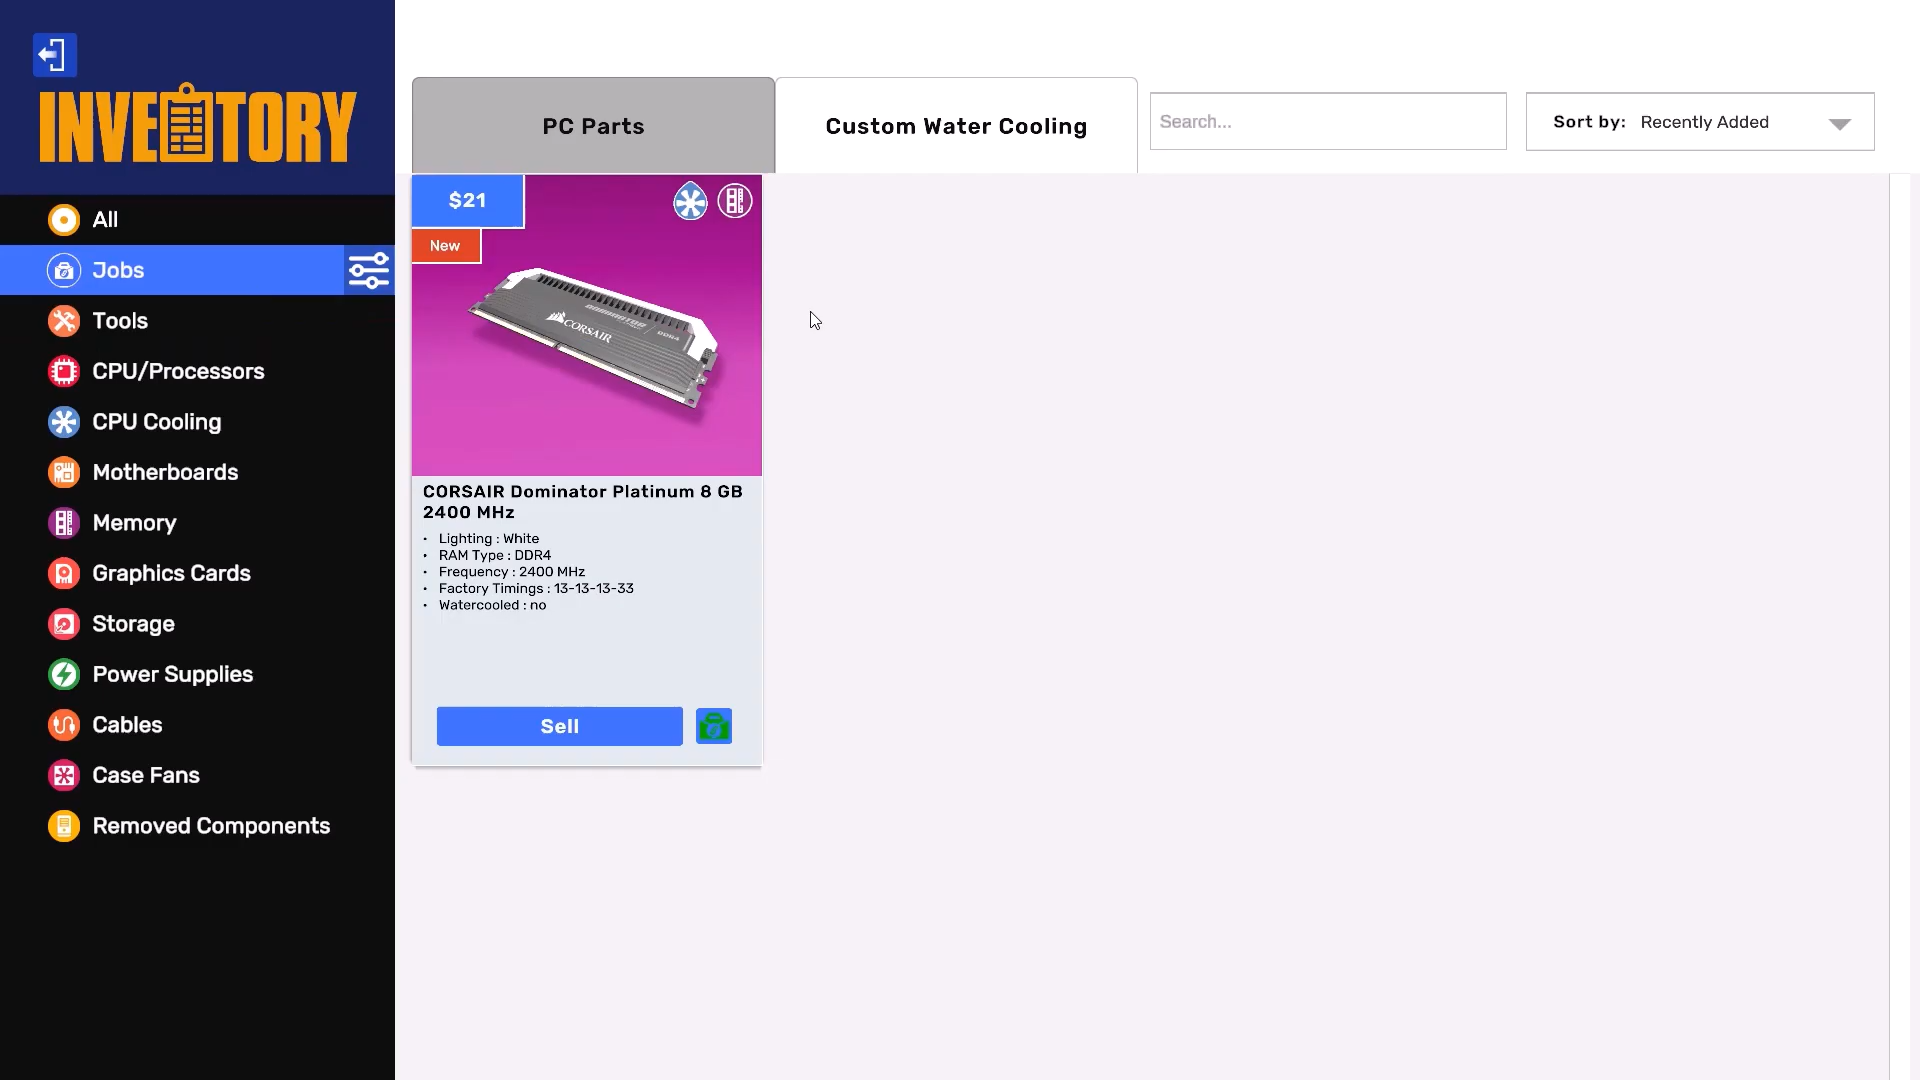 INVENTORY
All
Jobs
Tools
CPU/Processors
CPU Cooling
Motherboards
Memory
Graphics Cards
Storage
Power Supplies
Cables
Case Fans
Removed Components
PC Parts
Custom Water Cooling
Search...
Sort by: Recently Added
$21
New
DOMINATOR
DDR4
CORSAIR
CORSAIR Dominator Platinum 8 GB
2400 MHz
• Lighting : White
• RAM Type : DDR4
• Frequency : 2400 MHz
• Factory Timings : 13-13-13-33
• Watercooled : no
Sell